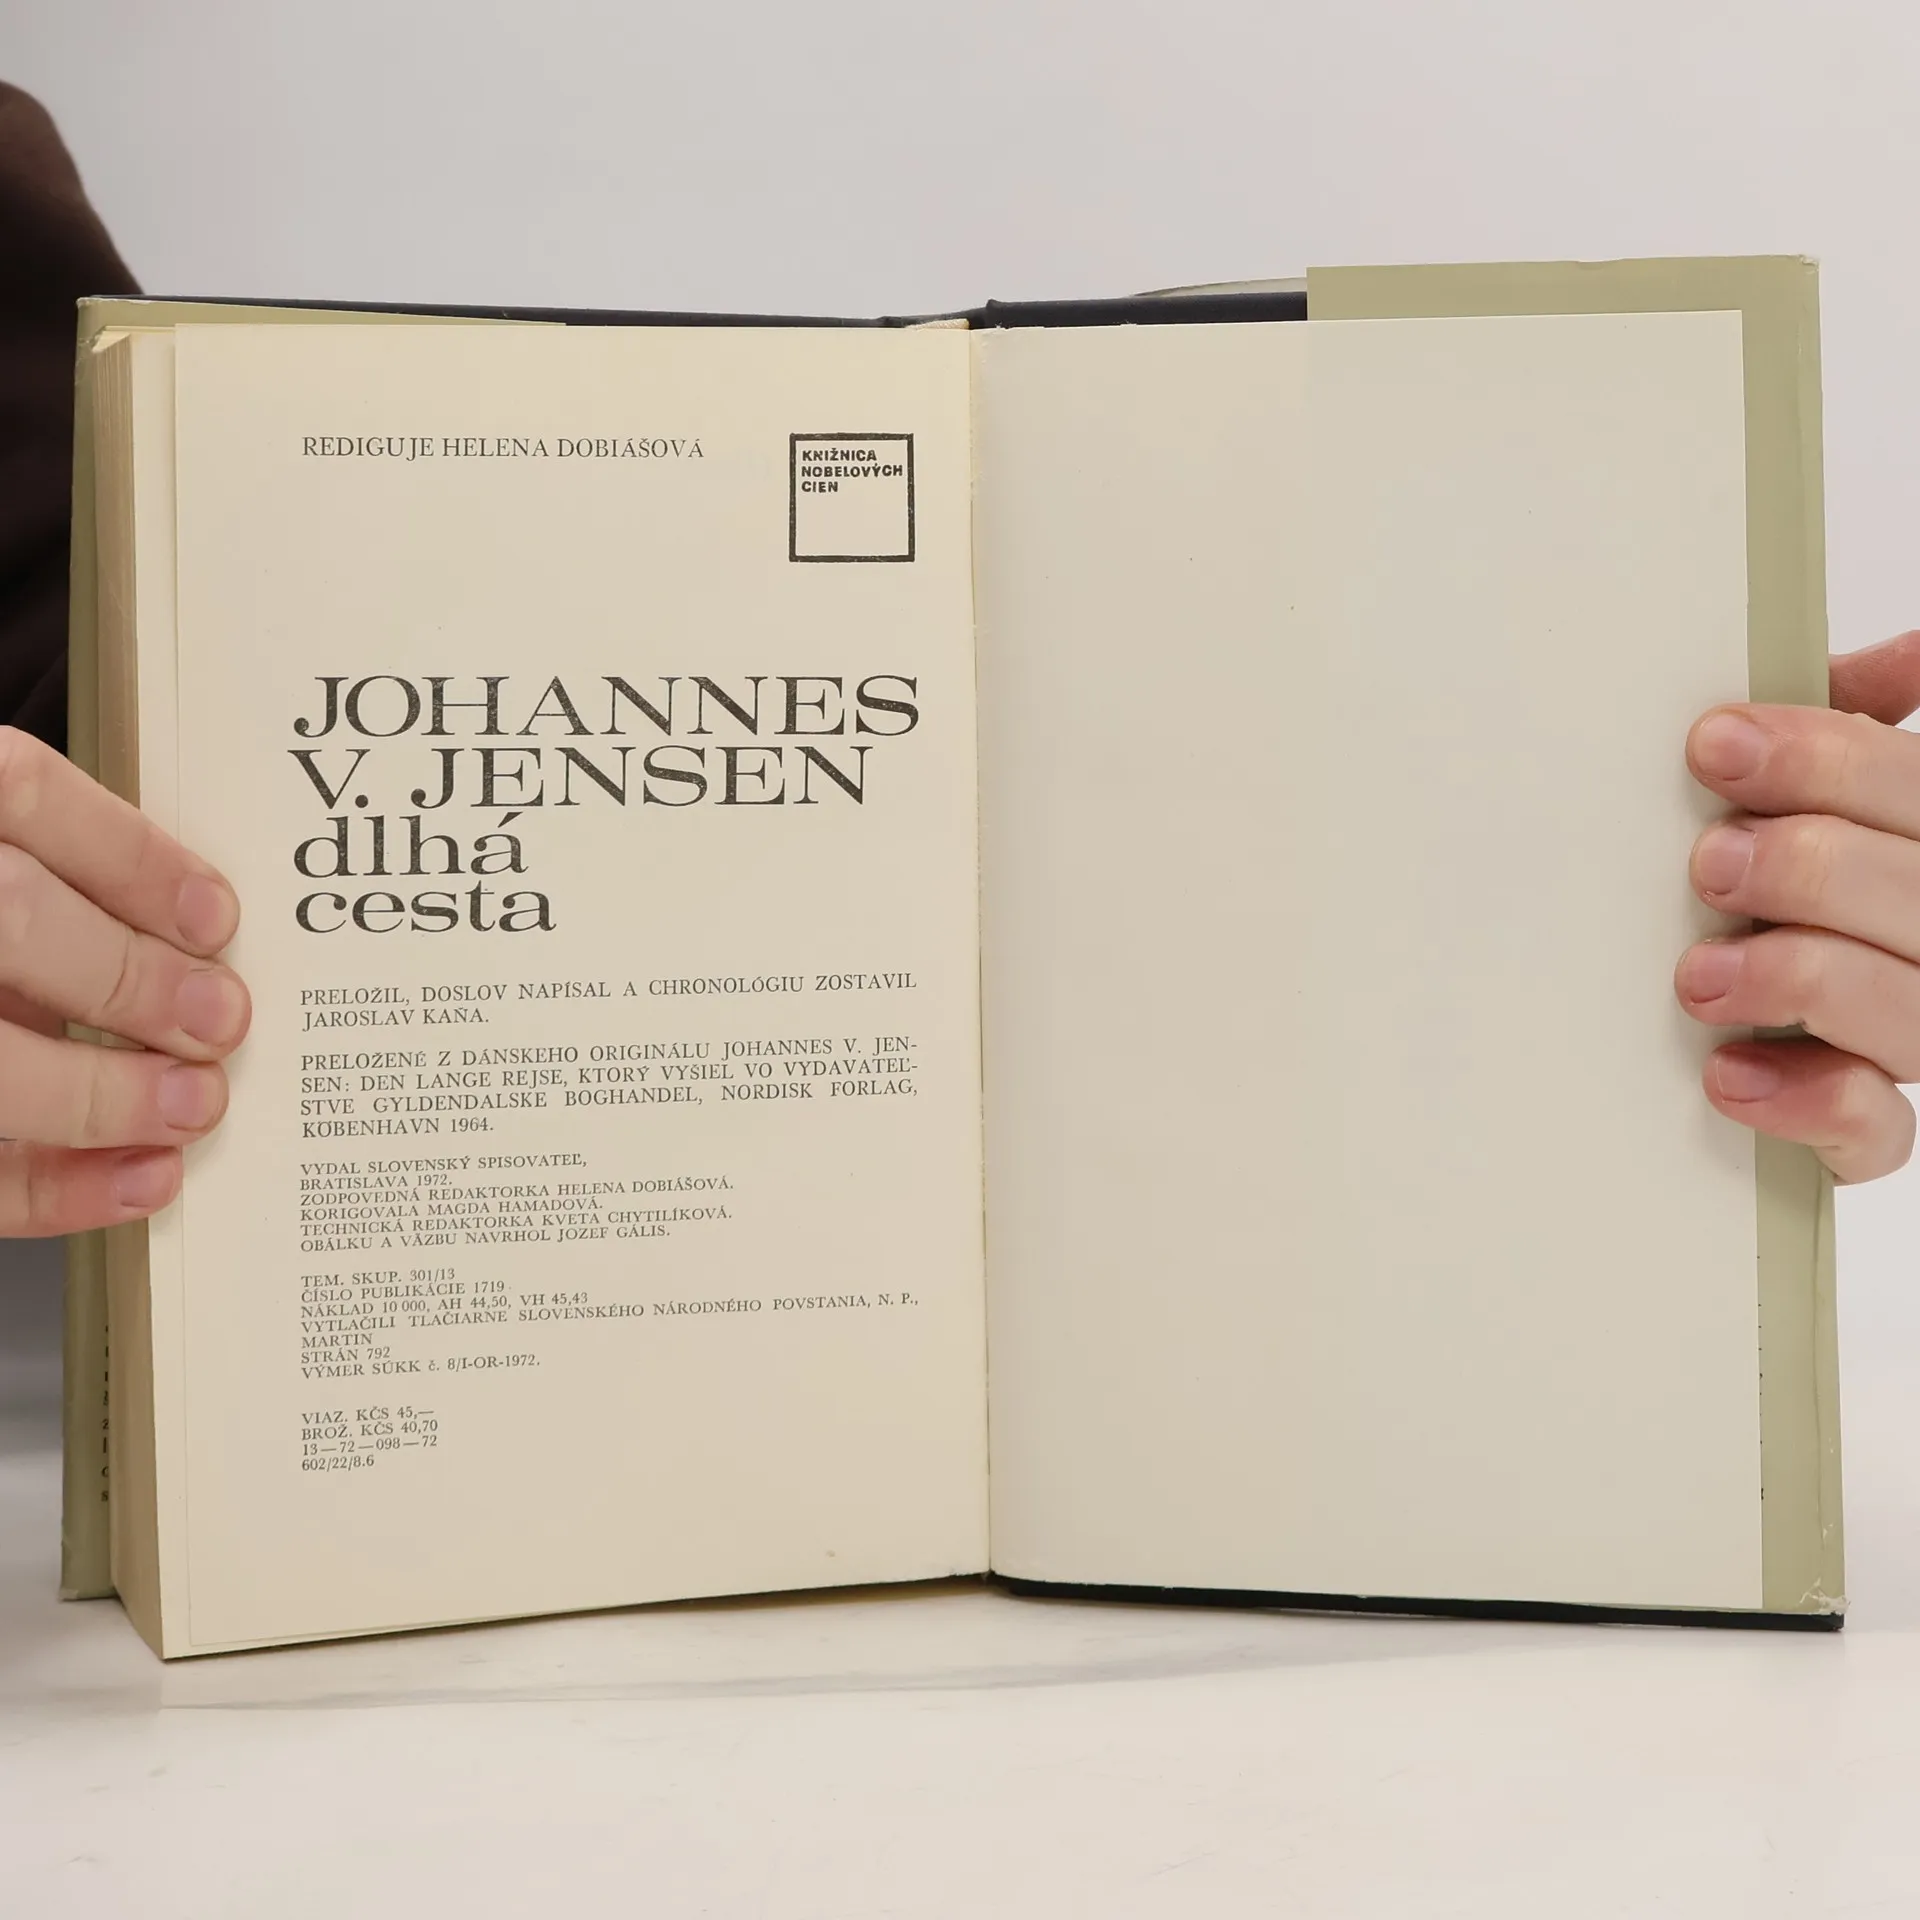 REDIGUJE HELENA DOBIÁŠOVÁ
KNIŽNICA
NOBELOVÝCH
CIEN
JOHANNES
V. JENSEN
dlhá
cesta
PRELOŽIL, DOSLOV NAPÍSAL A CHRONOLÓGIU ZOSTAVIL
JAROSLAV KAŇA.
PRELOŽENÉ Z DÁNSKEHO ORIGINÁLU JOHANNES V. JEN-
SEN: DEN LANGE REJSE, KTORÝ VYŠIEL VO VYDAVATEĽ-
STVE GYLDENDALSKE BOGHANDEL, NORDISK FORLAG,
KÖBENHAVN 1964.
VYDAL SLOVENSKÝ SPISOVATEĽ,
BRATISLAVA 1972.
ZODPOVEDNÁ REDAKTORKA HELENA DOBIÁŠOVÁ.
KORIGOVALA MAGDA HAMADOVÁ.
TECHNICKÁ REDAKTORKA KVETA CHYTILÍKOVÁ.
OBÁLKU A VÄZBU NAVRHOL JOZEF GÁLIS.
TEM. SKUP. 301/13
ČÍSLO PUBLIKÁCIE 1719
NÁKLAD 10 000, AH 44,50, VH 45,43
VYTLAČILI TLAČIARNE SLOVENSKÉHO NÁRODNÉHO POVSTANIA, N. P.,
MARTIN
STRÁN 792
VÝMER SÚKK č. 8/I-OR-1972.
VIAZ. KČS 45,—
BROŽ. KČS 40,70
13—72—098—72
602/22/8.6